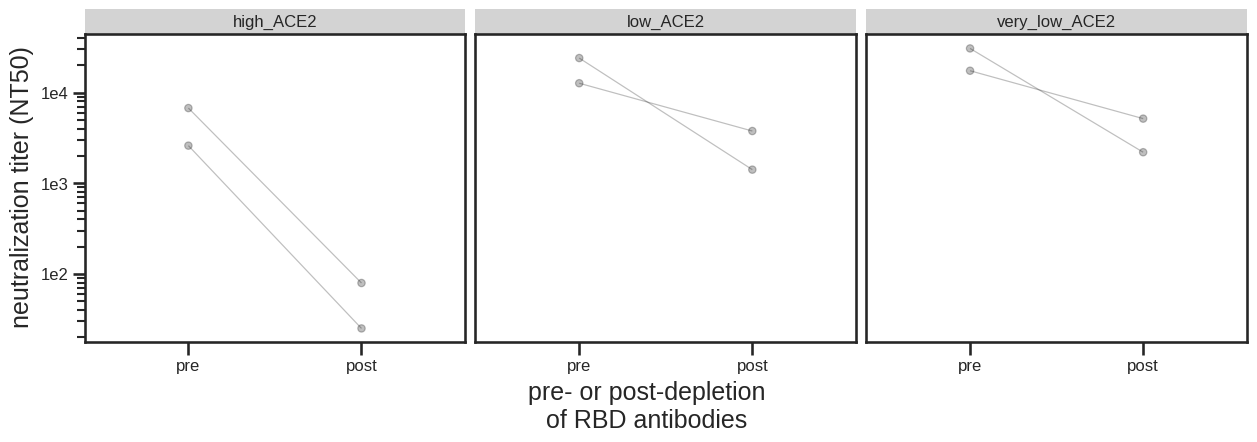 high_ACE2
low_ACE2
very_low_ACE2
neutralization titer (NT50)
1e4
1e3
1e2
pre
post
pre
post
pre
post
pre- or post-depletion
of RBD antibodies